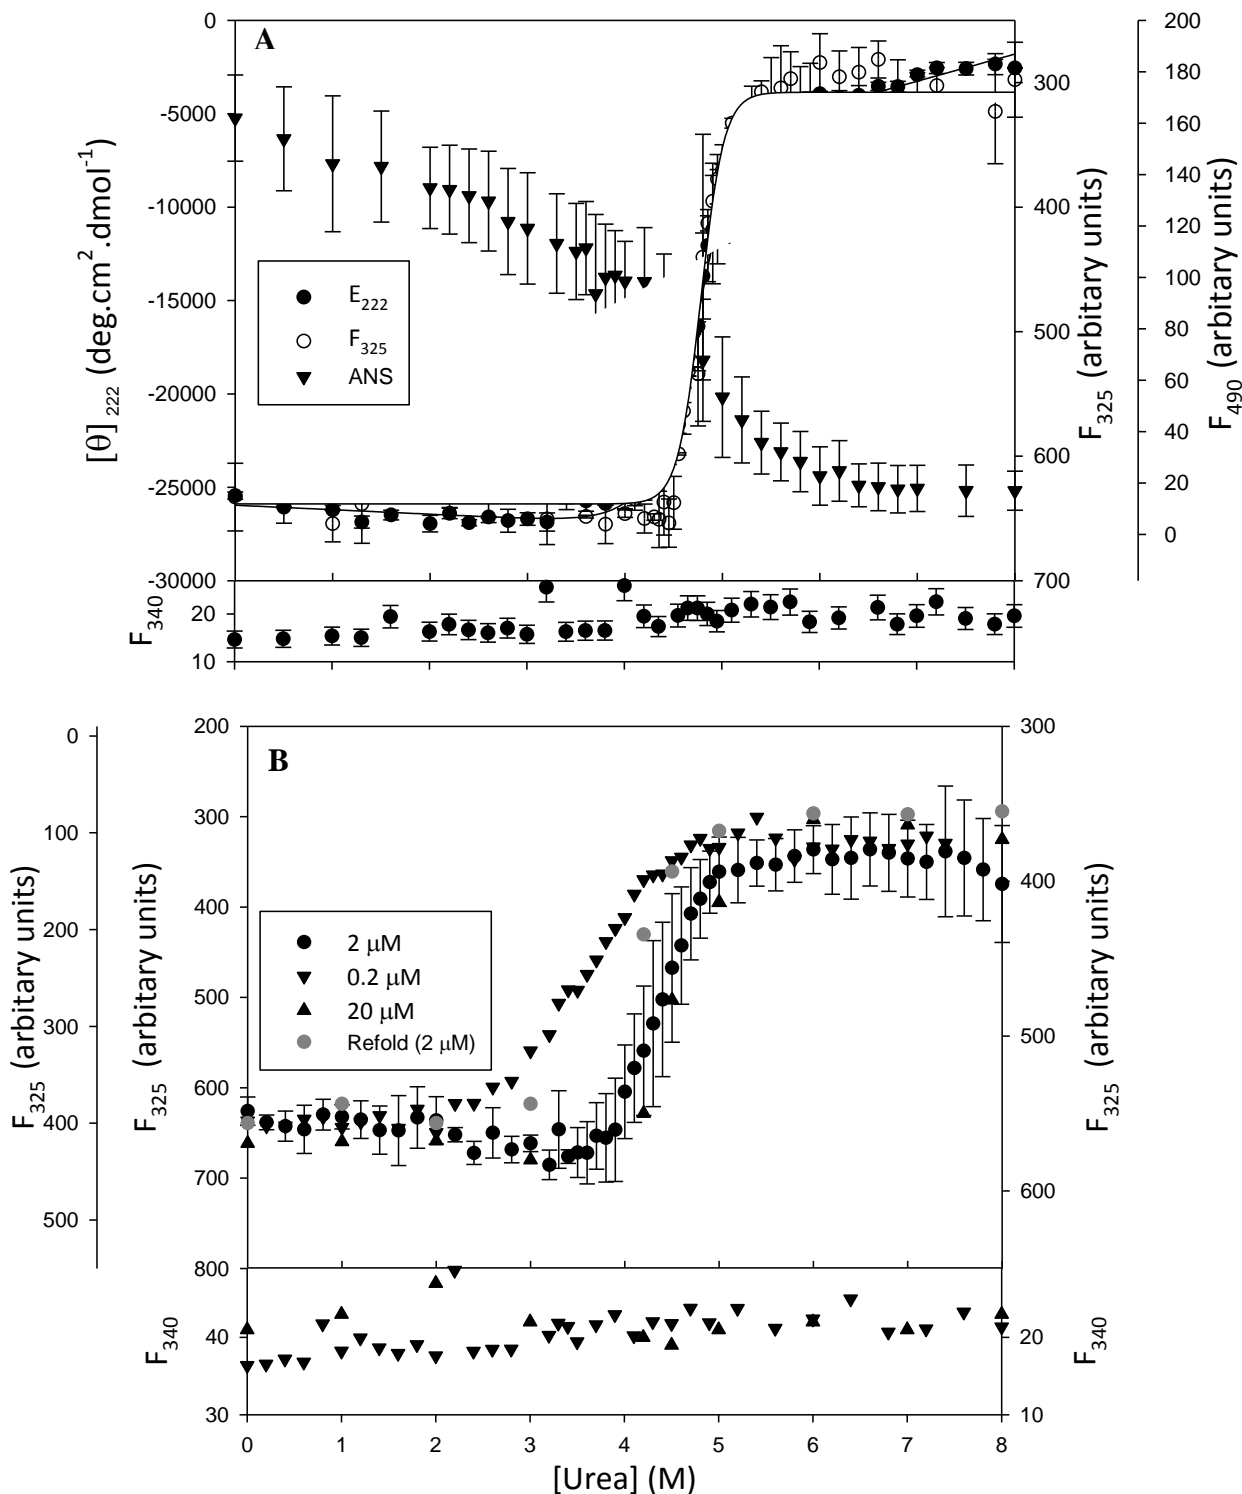 A
0
-5000
-10000
-15000
-20000
-25000
-30000
[θ]222 (deg.cm2.dmol-1)
E222
F325
ANS
300
400
500
600
700
F325 (arbitary units)
200
180
160
140
120
100
80
60
40
20
0
F490 (arbitary units)
20
10
F340
B
0
100
200
300
400
500
F325 (arbitary units)
200
300
400
500
600
700
800
F325 (arbitary units)
2 μM
0.2 μM
20 μM
Refold (2 μM)
300
400
500
600
F325 (arbitary units)
40
30
F340
20
10
F340
0 1 2 3 4 5 6 7 8
[Urea] (M)